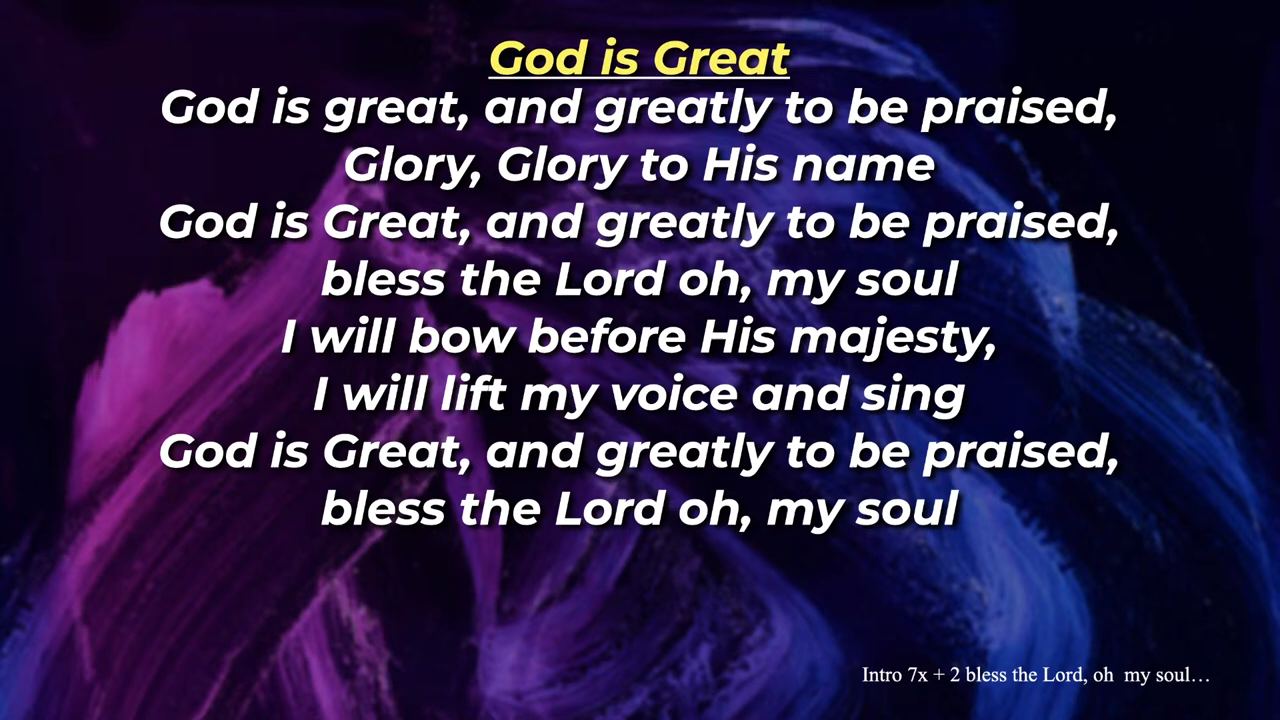 God is Great
God is great, and greatly to be praised,
Glory, Glory to His name
God is Great, and greatly to be praised,
bless the Lord oh, my soul
I will bow before His majesty,
I will lift my voice and sing
God is Great, and greatly to be praised,
bless the Lord oh, my soul
Intro 7x + 2 bless the Lord, oh  my soul…